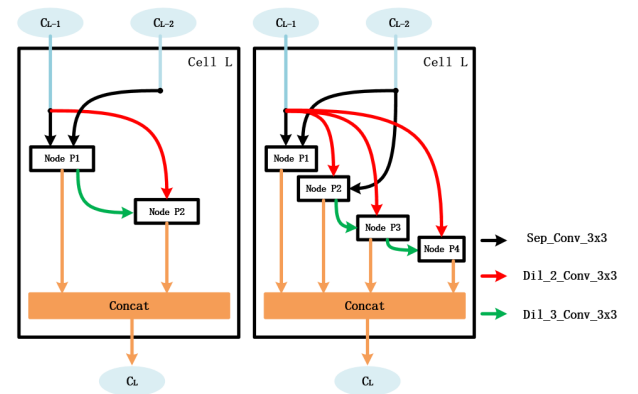 CL-1
CL-2
CL-1
CL-2
Cell L
Cell L
Node P1
Node P1
Node P2
Node P2
Node P3
Node P4
Sep_Conv_3x3
Dil_2_Conv_3x3
Dil_3_Conv_3x3
Concat
Concat
CL
CL